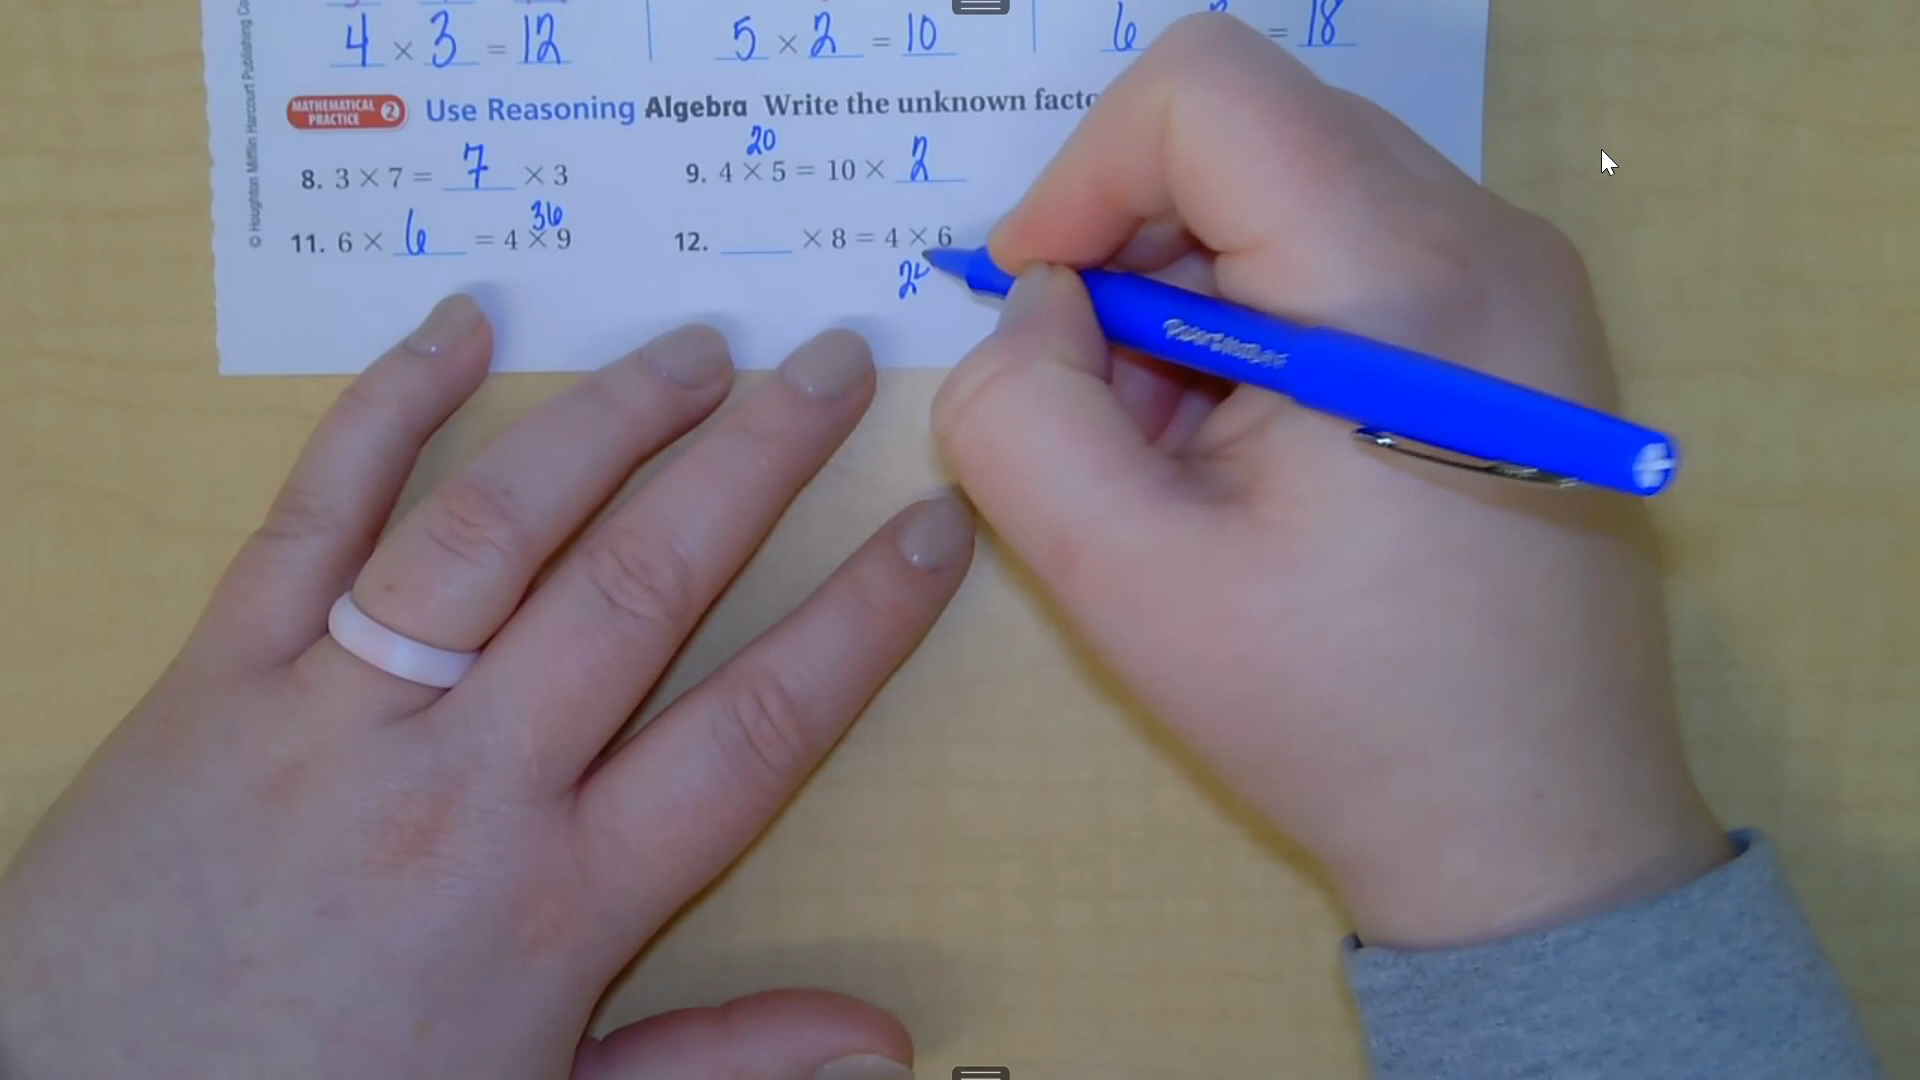 4 × 3 = 12 5 × 2 = 10 6 = 18
MATHEMATICAL PRACTICE 2 Use Reasoning Algebra Write the unknown
20
8. 3 × 7 = 7 × 3 9. 4 × 5 = 10 × 2
36
11. 6 × 6 = 4 × 9 12. ____ × 8 = 4 × 6
© Houghton Mifflin Harcourt Publishing